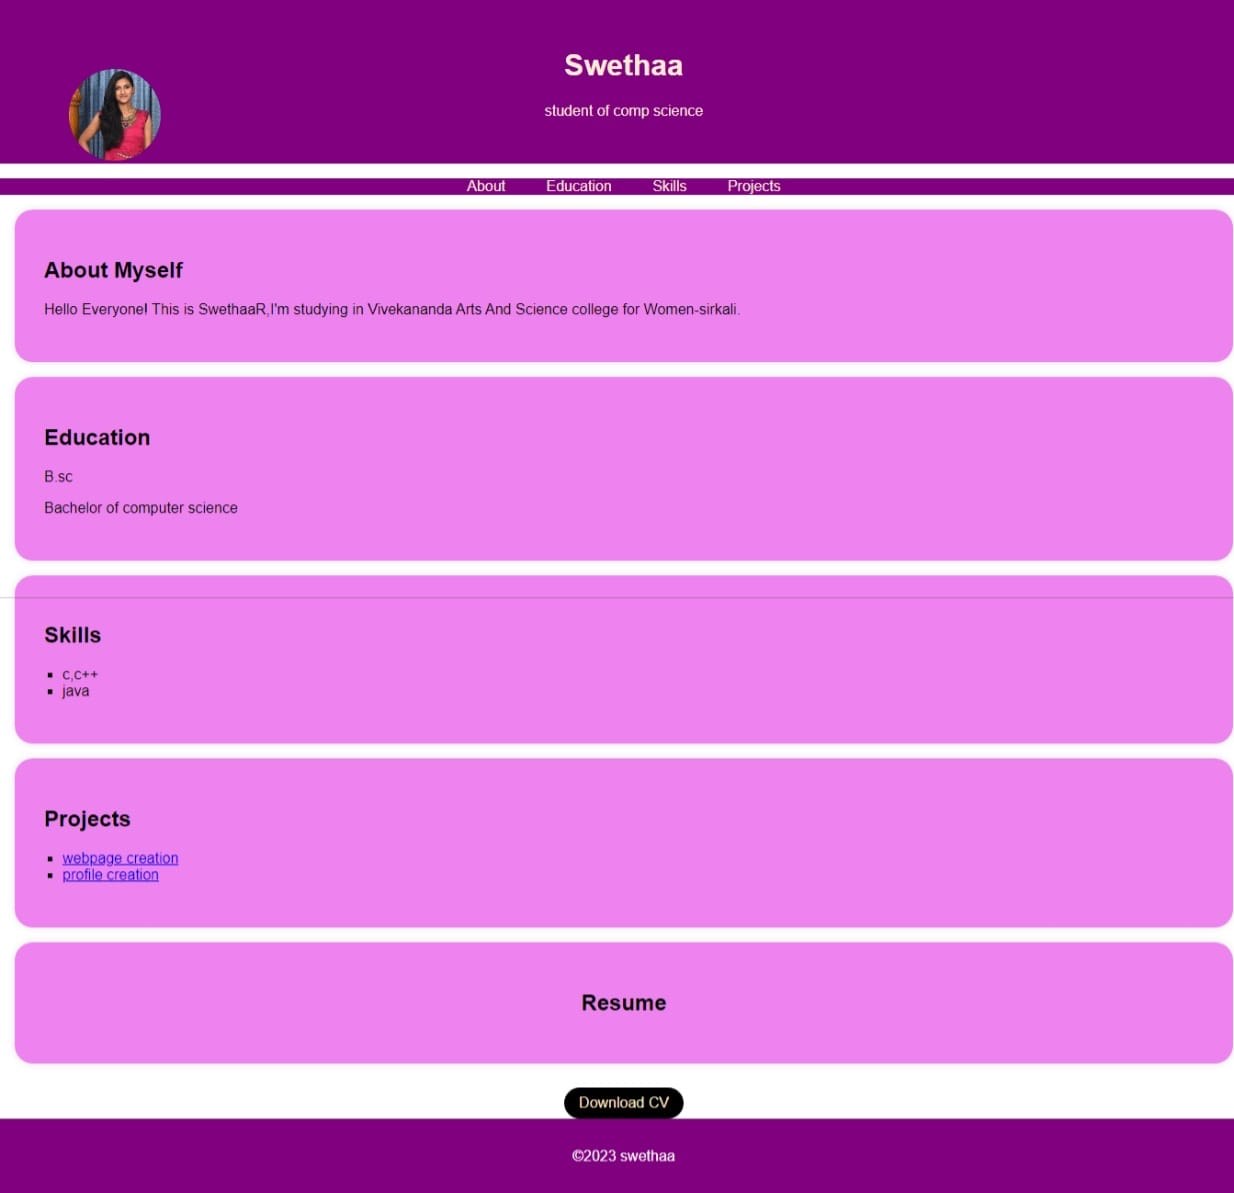 Swethaa
student of comp science
About Education Skills Projects
About Myself
Hello Everyone! This is SwethaaR,I'm studying in Vivekananda Arts And Science college for Women-sirkali.
Education
B.sc
Bachelor of computer science
Skills
c,c++
java
Projects
webpage creation
profile creation
Resume
Download CV
©2023 swethaa